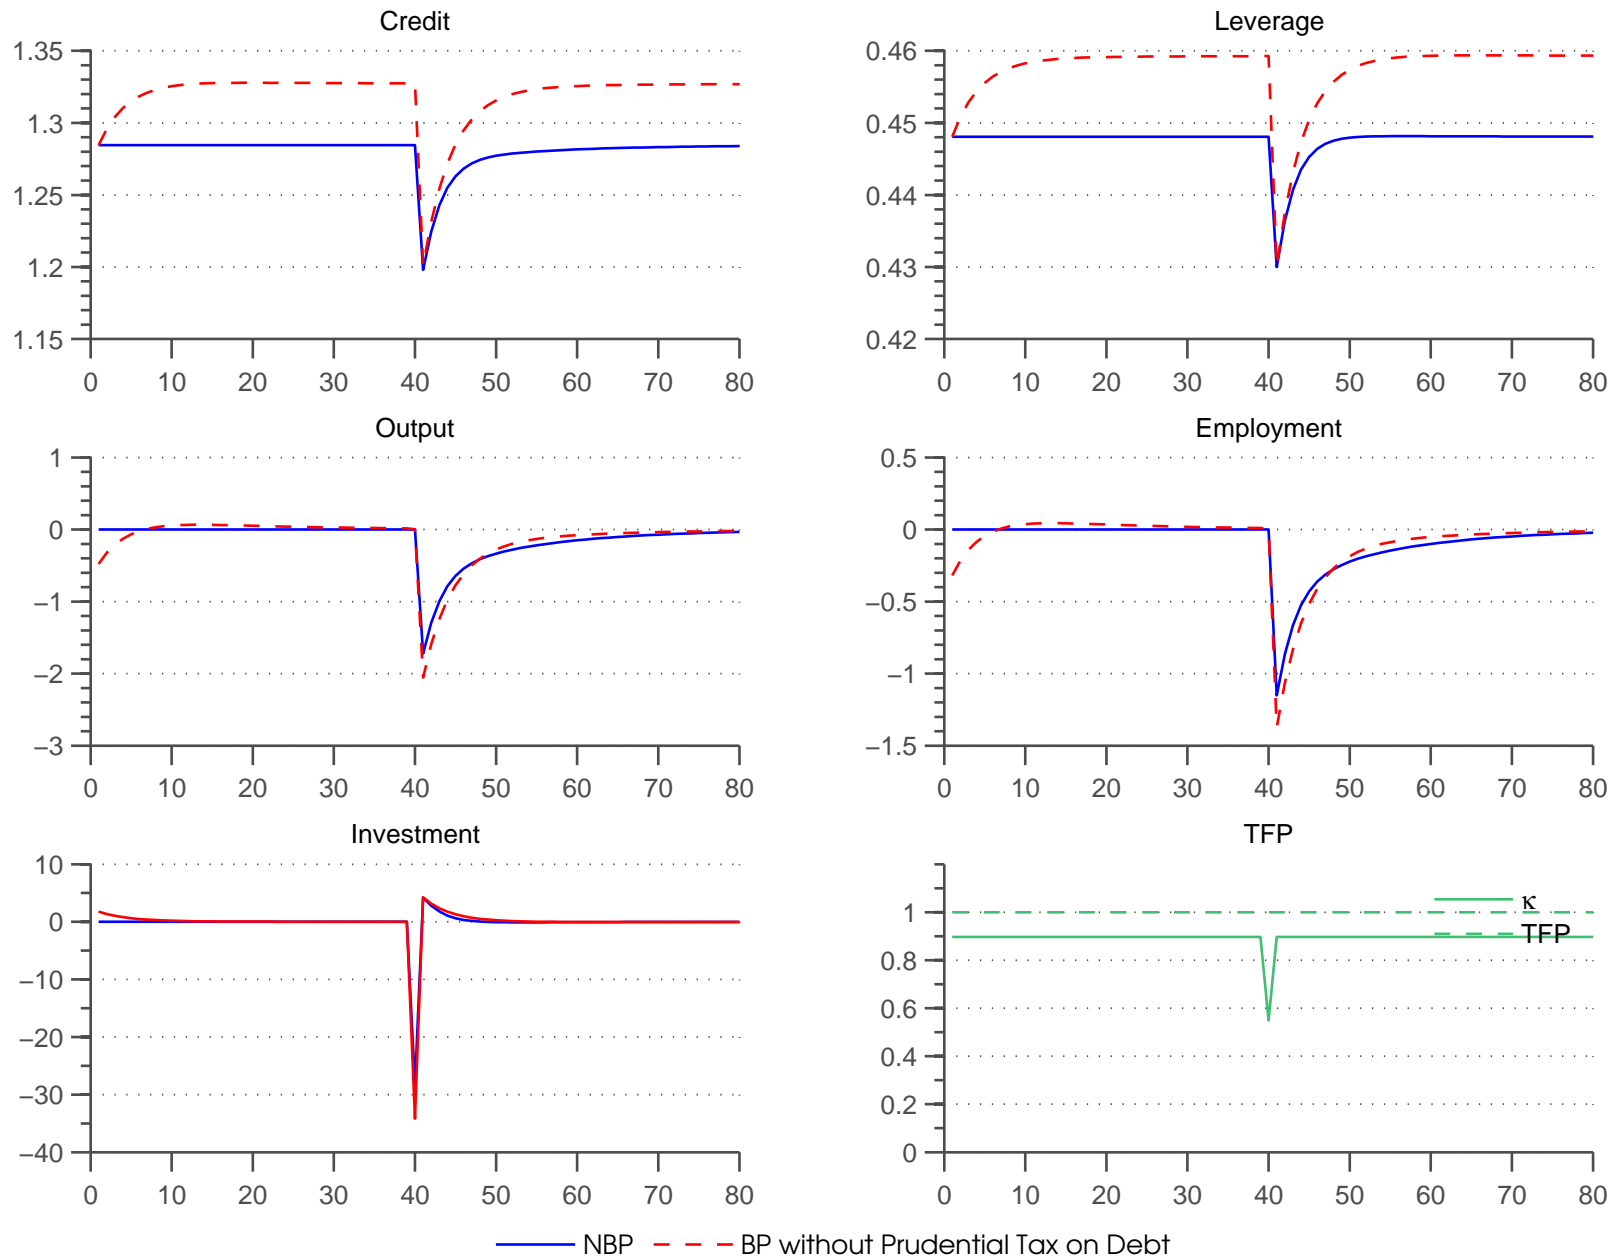 Credit
1.35
1.3
1.25
1.2
1.15
0 10 20 30 40 50 60 70 80
Leverage
0.46
0.45
0.44
0.43
0.42
0 10 20 30 40 50 60 70 80
Output
1
0
−1
−2
−3
0 10 20 30 40 50 60 70 80
Employment
0.5
0
−0.5
−1
−1.5
0 10 20 30 40 50 60 70 80
Investment
10
0
−10
−20
−30
−40
0 10 20 30 40 50 60 70 80
TFP
1
0.8
0.6
0.4
0.2
0
κ
TFP
0 10 20 30 40 50 60 70 80
NBP BP without Prudential Tax on Debt